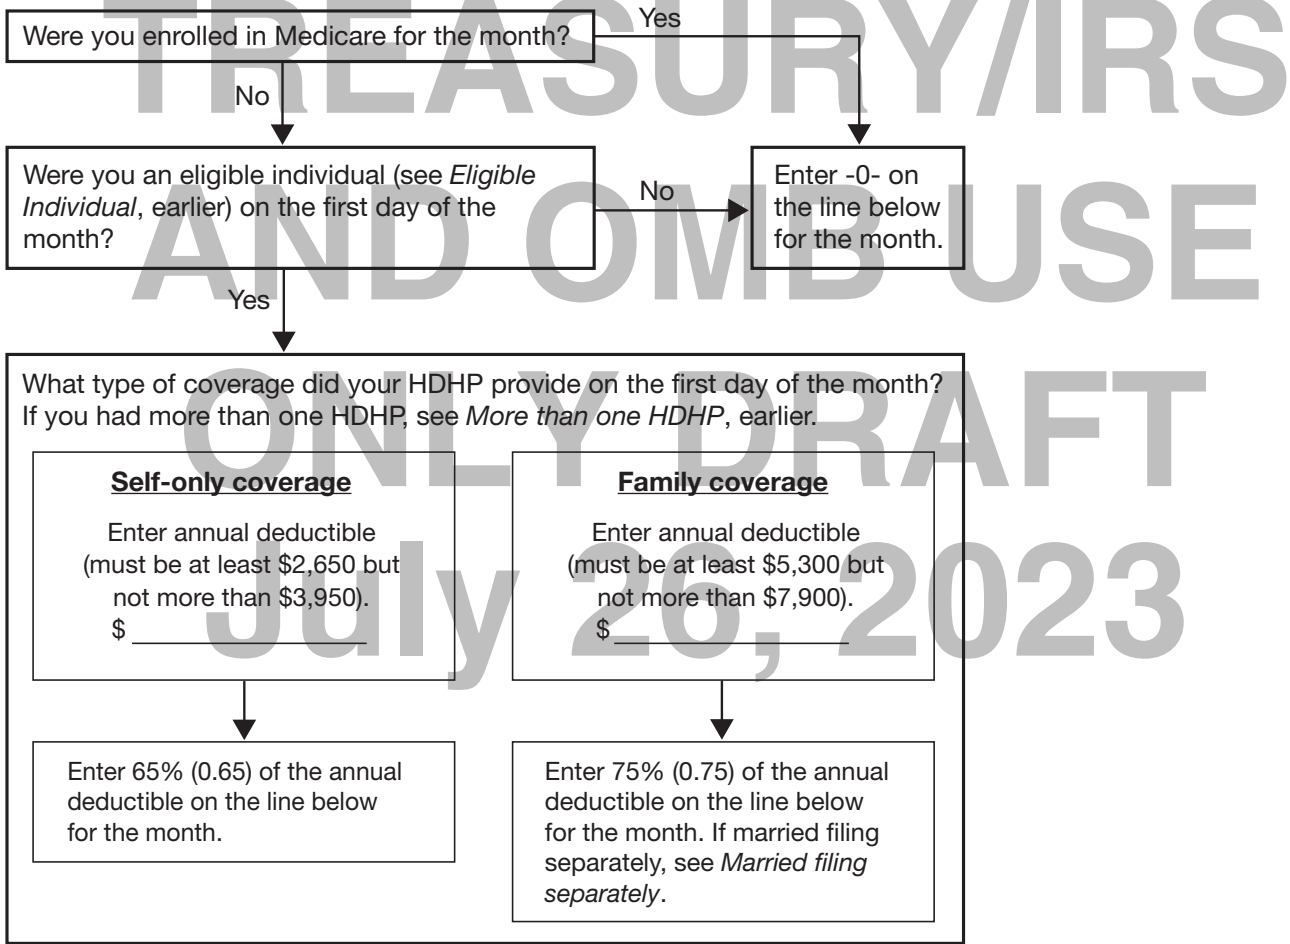 TREASURY/IRS
AND OMB USE
ONLY DRAFT
July 26, 2023
Were you enrolled in Medicare for the month?
Yes
No
Were you an eligible individual (see Eligible
Individual, earlier) on the first day of the
month?
No
Enter -0- on
the line below
for the month.
Yes
What type of coverage did your HDHP provide on the first day of the month?
If you had more than one HDHP, see More than one HDHP, earlier.
Self-only coverage
Enter annual deductible
(must be at least $2,650 but
not more than $3,950).
$
Family coverage
Enter annual deductible
(must be at least $5,300 but
not more than $7,900).
$
Enter 65% (0.65) of the annual
deductible on the line below
for the month.
Enter 75% (0.75) of the annual
deductible on the line below
for the month. If married filing
separately, see Married filing
separately.